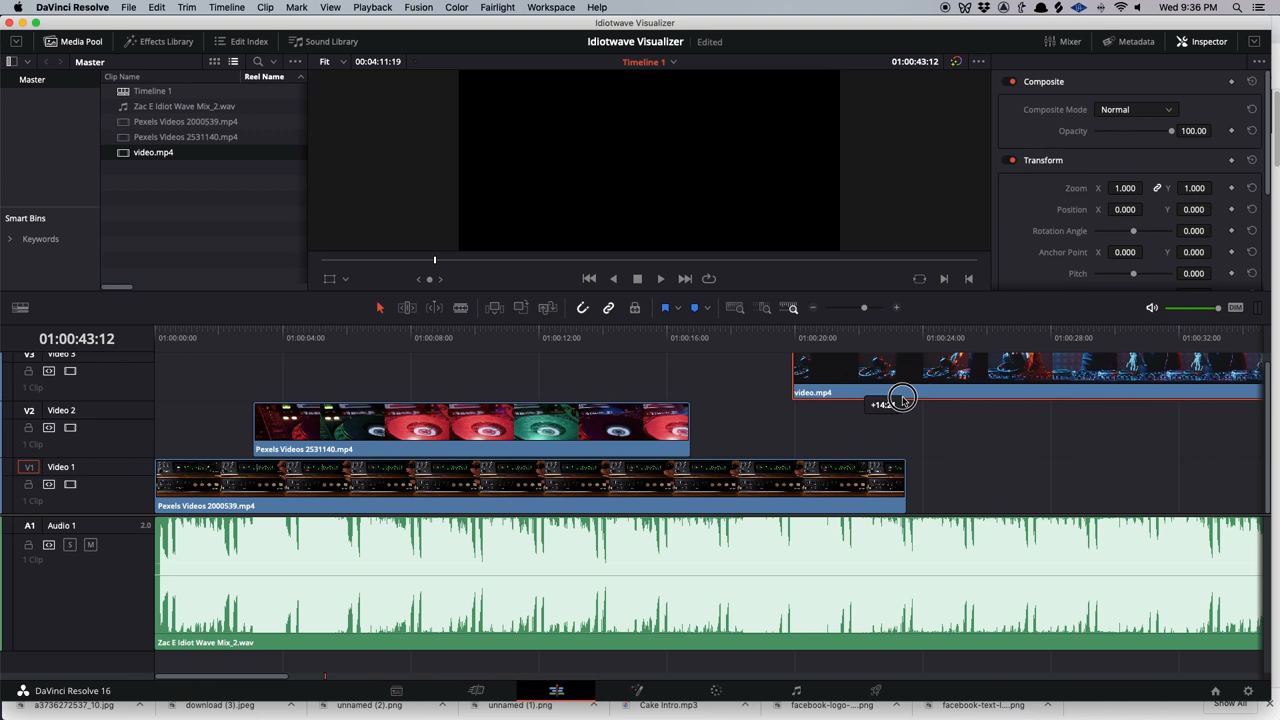 DaVinci Resolve File Edit Trim Timeline Clip Mark View Playback Fusion Color Fairlight Workspace Help Wed 9:36 PM
Idiotwave Visualizer
Media Pool Effects Library Edit Index Sound Library Idiotwave Visualizer Edited Mixer Metadata Inspector
Master Fit 00:04:11:19 Timeline 1 01:00:43:12
Master Clip Name Reel Name Composite
Timeline 1
Zac E Idiot Wave Mix_2.wav Composite Mode Normal
Pexels Videos 2000539.mp4 Opacity 100.00
Pexels Videos 2531140.mp4
video.mp4 Transform
Zoom X 1.000 Y 1.000
Smart Bins Position X 0.000 Y 0.000
Keywords Rotation Angle 0.000
Anchor Point X 0.000 Y 0.000
Pitch 0.000
DIM
01:00:43:12 01:00:00:00 01:00:04:00 01:00:08:00 01:00:12:00 01:00:16:00 01:00:20:00 01:00:24:00 01:00:28:00 01:00:32:00
V3 Video 3
1 Clip video.mp4
V2 Video 2
1 Clip Pexels Videos 2531140.mp4
V1 Video 1
1 Clip Pexels Videos 2000539.mp4
A1 Audio 1 2.0
S M
1 Clip
Zac E Idiot Wave Mix_2.wav
DaVinci Resolve 16
a3736272537_10.jpg download (3).jpeg unnamed (2).png unnamed (1).png Cake Intro.mp3 facebook-logo-....png facebook-text-l....png Show All